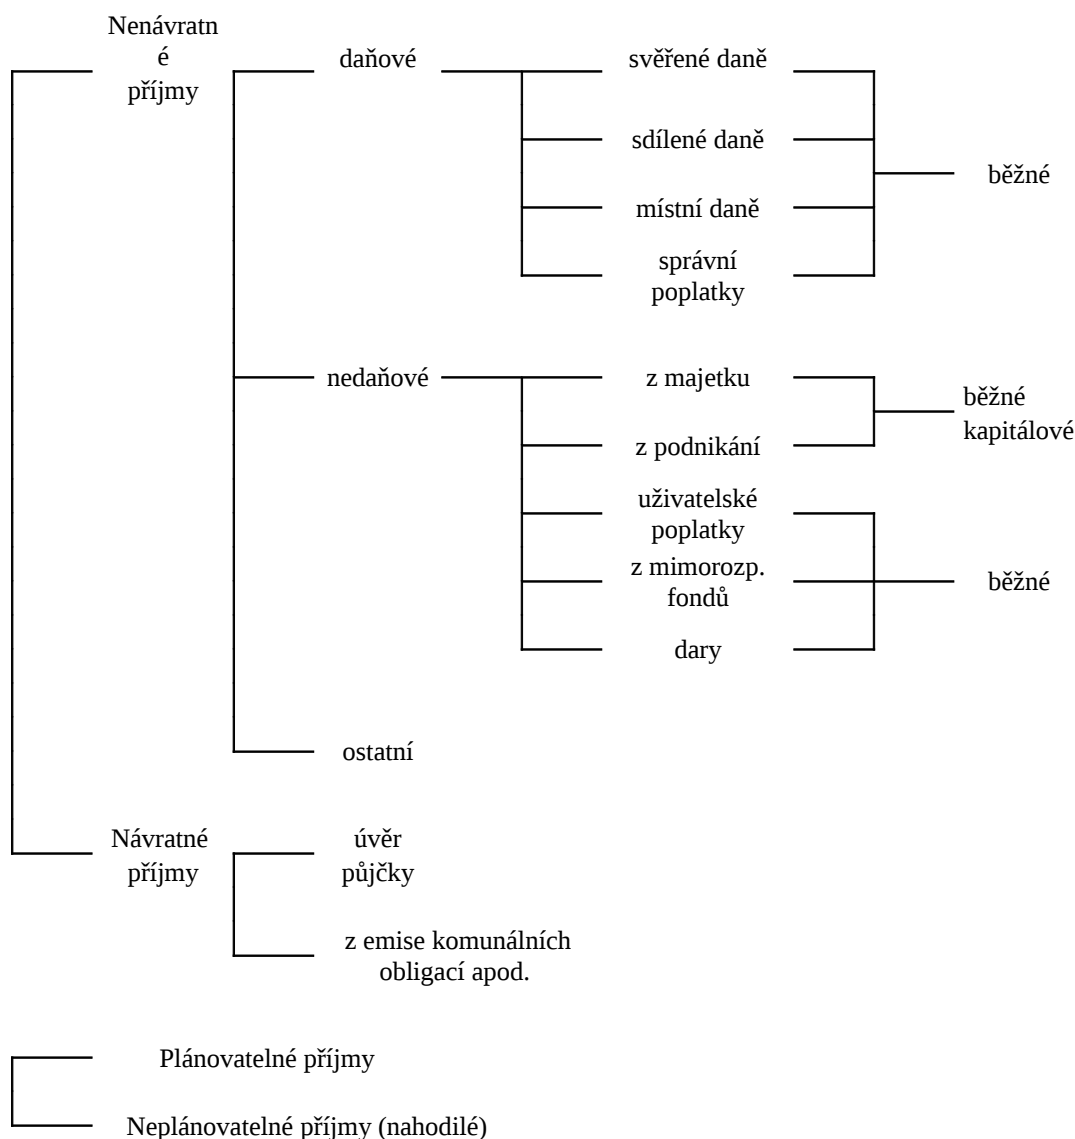 Nenávratn
é
příjmy
daňové
svěřené daně
sdílené daně
místní daně
správní
poplatky
běžné
nedaňové
z majetku
z podnikání
běžné
kapitálové
uživatelské
poplatky
z mimorozp.
fondů
dary
běžné
ostatní
Návratné
příjmy
úvěr
půjčky
z emise komunálních
obligací apod.
Plánovatelné příjmy
Neplánovatelné příjmy (nahodilé)